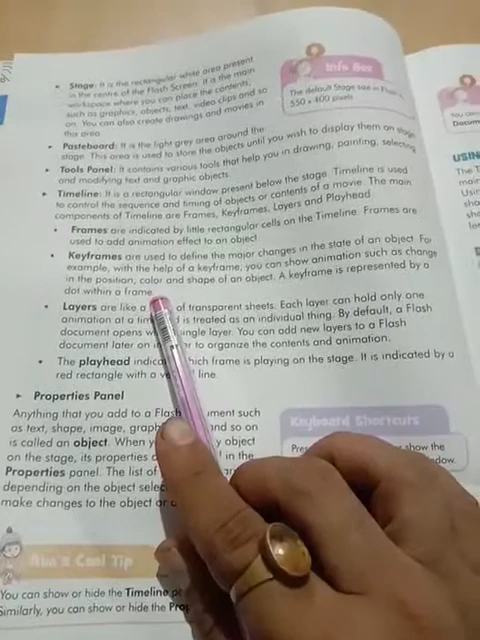 Stage: It is the rectangular white area present
in the centre of the Flash Screen. It is the main
workspace where you can place the contents,
such as graphics, objects, text, video clips and so
on. You can also create drawings and movies in
this area.
Pasteboard: It is the light grey area around the
stage. This area is used to store the objects until you wish to display them on stage.
Tools Panel: It contains various tools that help you in drawing, painting, selecting
and modifying text and graphic objects.
Timeline: It is a rectangular window present below the stage. Timeline is used
to control the sequence and timing of objects or contents of a movie. The main
components of Timeline are Frames, Keyframes, Layers and Playhead.
Frames are indicated by little rectangular cells on the Timeline. Frames are
used to add animation effect to an object.
Keyframes are used to define the major changes in the state of an object. For
example, with the help of a keyframe, you can show animation such as change
in the position, color and shape of an object. A keyframe is represented by a
dot within a frame.
Layers are like a of transparent sheets. Each layer can hold only one
animation at a is treated as an individual thing. By default, a Flash
document opens layer. You can add new layers to a Flash
document later on to organize the contents and animation.
The playhead which frame is playing on the stage. It is indicated by a
red rectangle with a line.
Properties Panel
Anything that you add to a Flash such
as text, shape, image, and so on
is called an object. When object
on the stage, its properties in the
Properties panel. The list of
depending on the object
make changes to the object
Info Box
The default Stage size in Flash
550 x 400 pixels
Keyboard Shortcuts
show the
Cool Tip
You can show or hide the Timeline
Similarly, you can show or hide the
You can
USIN
The T